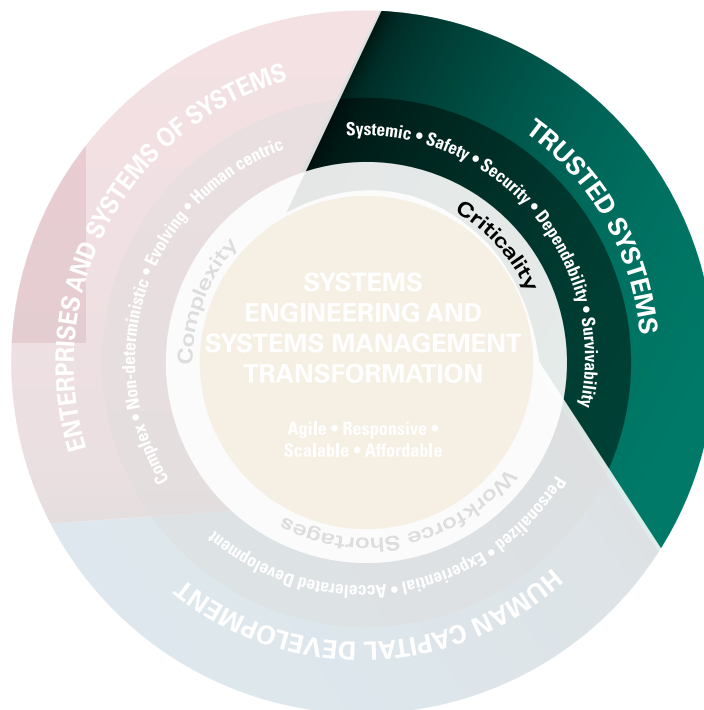 ENTERPRISES AND SYSTEMS OF SYSTEMS
Complex • Non-deterministic • Evolving • Human centric
Complexity
TRUSTED SYSTEMS
Systemic • Safety • Security • Dependability • Survivability
Criticality
SYSTEMS
ENGINEERING AND
SYSTEMS MANAGEMENT
TRANSFORMATION
Agile • Responsive •
Scalable • Affordable
Workforce Shortages
Personalized • Experiential • Accelerated Development
HUMAN CAPITAL DEVELOPMENT